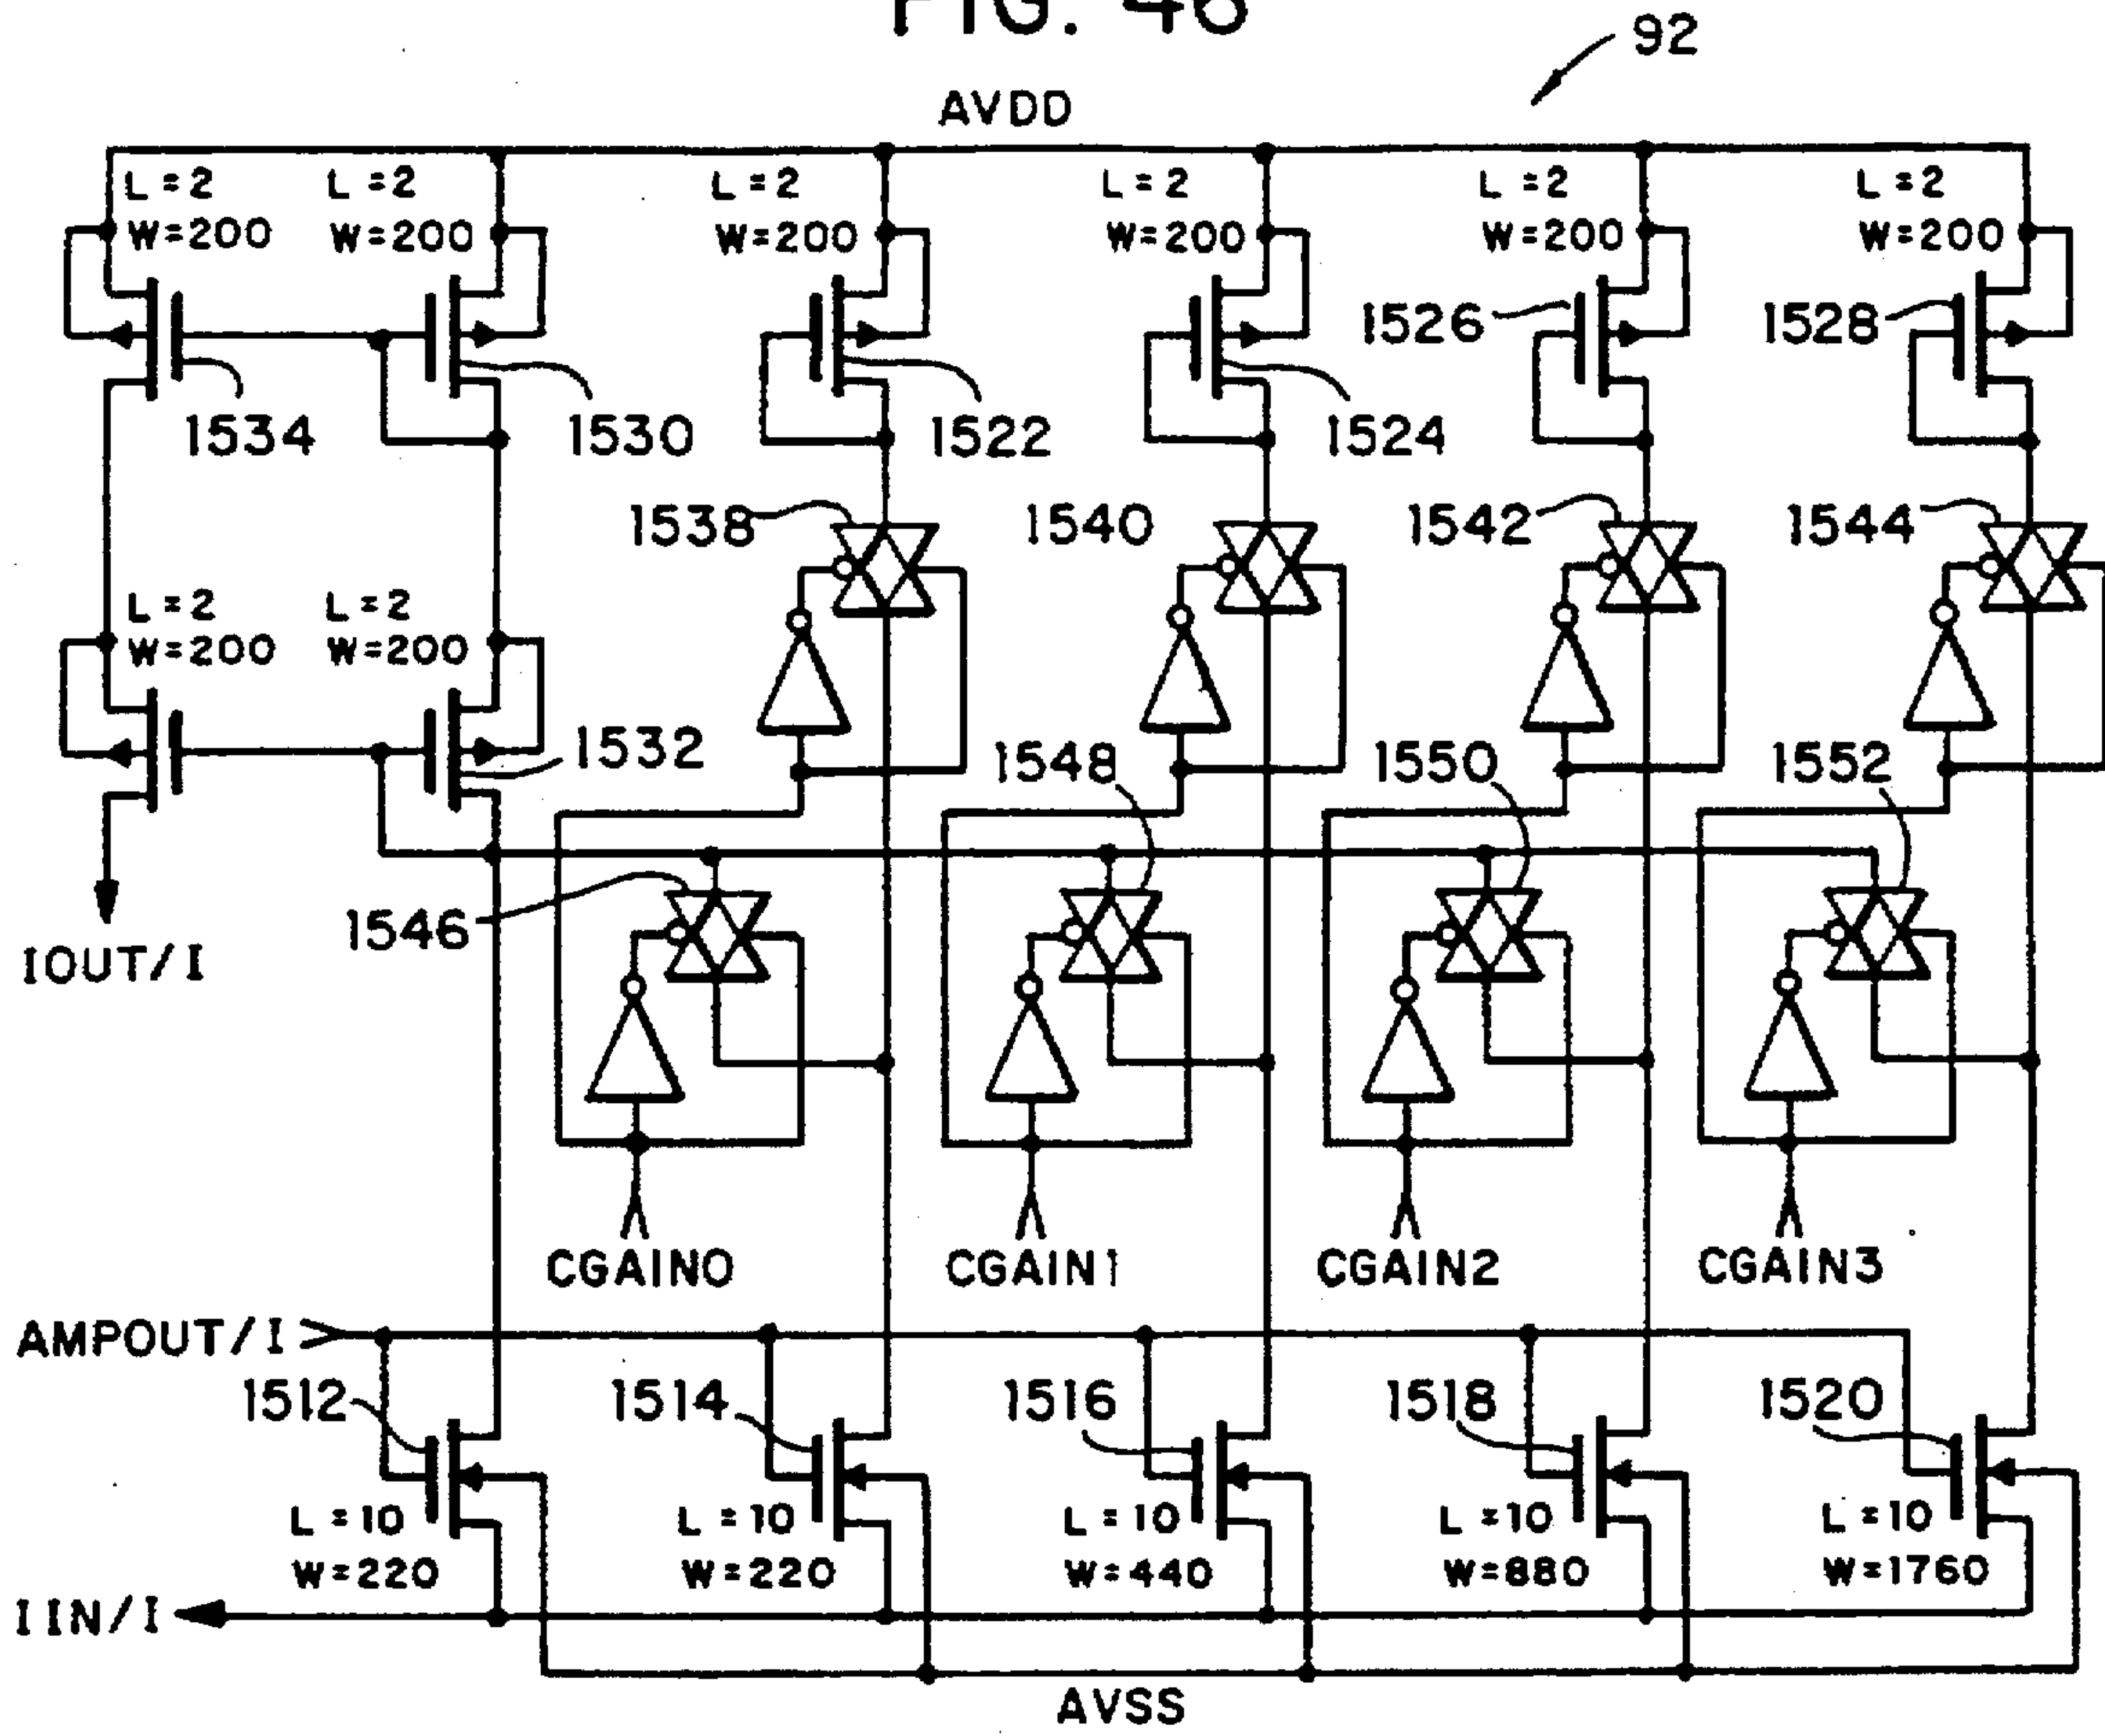 FIG. 46
92
AVDD
L=2 L=2 L=2 L=2 L=2 L=2
W=200 W=200 W=200 W=200 W=200 W=200
1526 1528
1534 1530 1522 1524
1538 1540 1542 1544
L=2 L=2
W=200 W=200
1532 1548 1550 1552
1546
IOUT/I
CGAIN0 CGAIN1 CGAIN2 CGAIN3
AMPOUT/I
1512 1514 1516 1518 1520
L=10 L=10 L=10 L=10 L=10
W=220 W=220 W=440 W=880 W=1760
IIN/I
AVSS